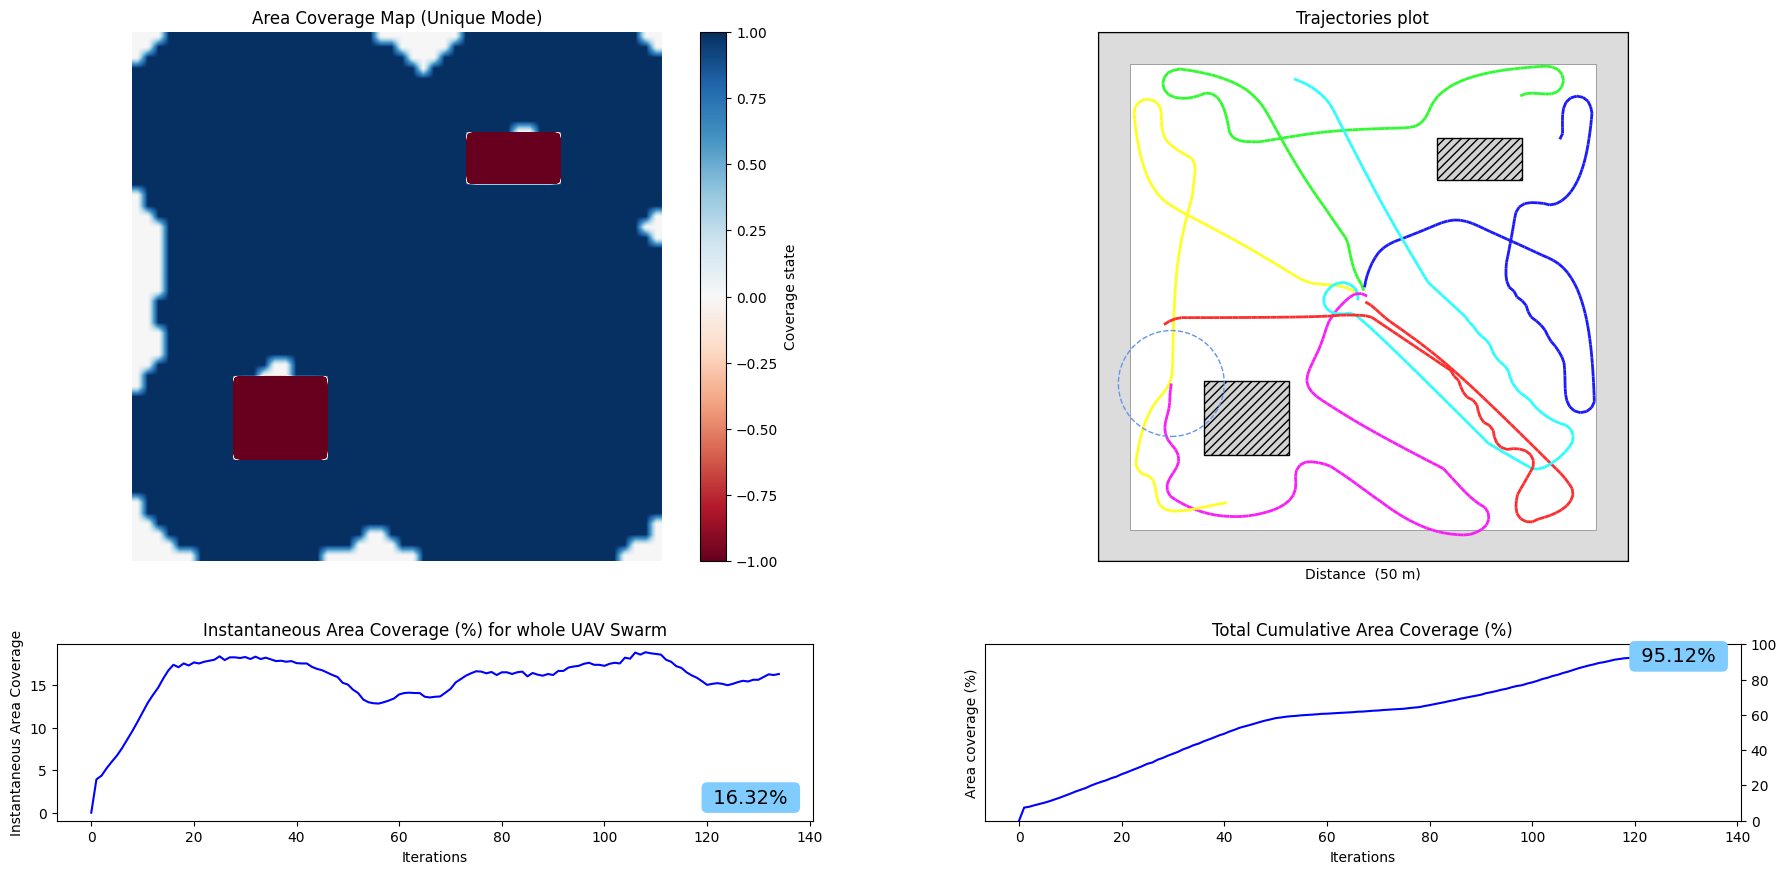 Area Coverage Map (Unique Mode)
1.00
0.75
0.50
0.25
0.00
−0.25
−0.50
−0.75
−1.00
Coverage state
Trajectories plot
Distance  (50 m)
Instantaneous Area Coverage (%) for whole UAV Swarm
Instantaneous Area Coverage
15
10
5
0
16.32%
0 20 40 60 80 100 120 140
Iterations
Total Cumulative Area Coverage (%)
Area coverage (%)
95.12%
100
80
60
40
20
0
0 20 40 60 80 100 120 140
Iterations